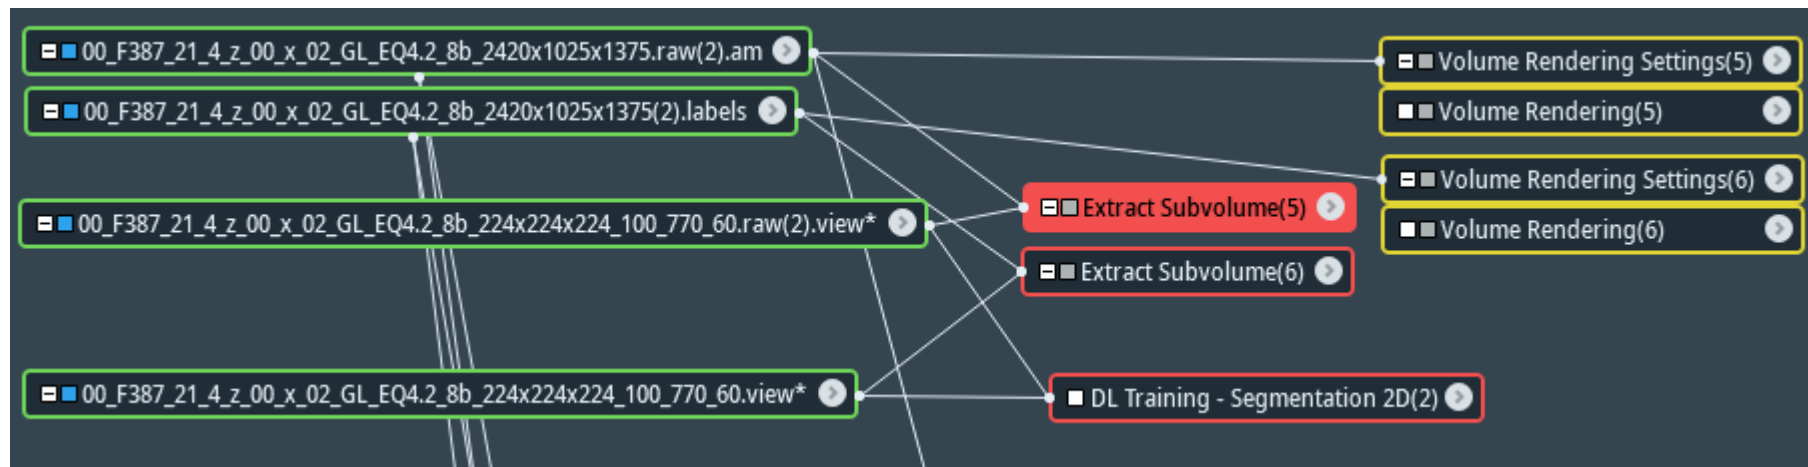 00_F387_21_4_z_00_x_02_GL_EQ4.2_8b_2420x1025x1375.raw(2).am
Volume Rendering Settings(5)
00_F387_21_4_z_00_x_02_GL_EQ4.2_8b_2420x1025x1375(2).labels
Volume Rendering(5)
Volume Rendering Settings(6)
Extract Subvolume(5)
00_F387_21_4_z_00_x_02_GL_EQ4.2_8b_224x224x224_100_770_60.raw(2).view*
Volume Rendering(6)
Extract Subvolume(6)
00_F387_21_4_z_00_x_02_GL_EQ4.2_8b_224x224x224_100_770_60.view*
DL Training - Segmentation 2D(2)